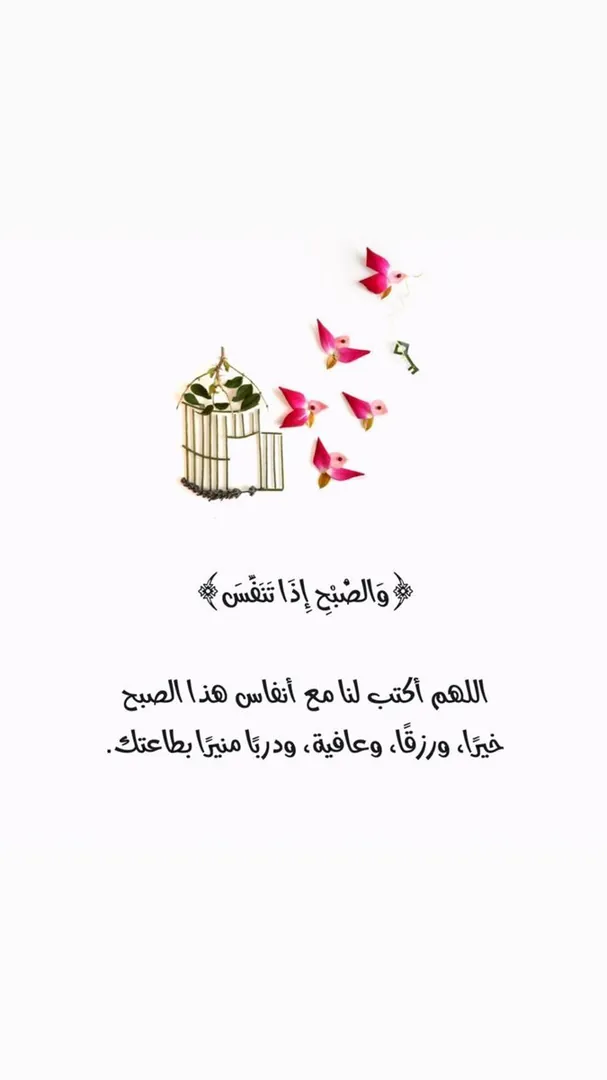 ﴿وَالصُّبْحِ إِذَا تَنَفَّسَ﴾
اللهم أكتب لنا مع أنفاس هذا الصبح
خيرًا، ورزقًا، وعافية، ودربًا منيرًا بطاعتك.